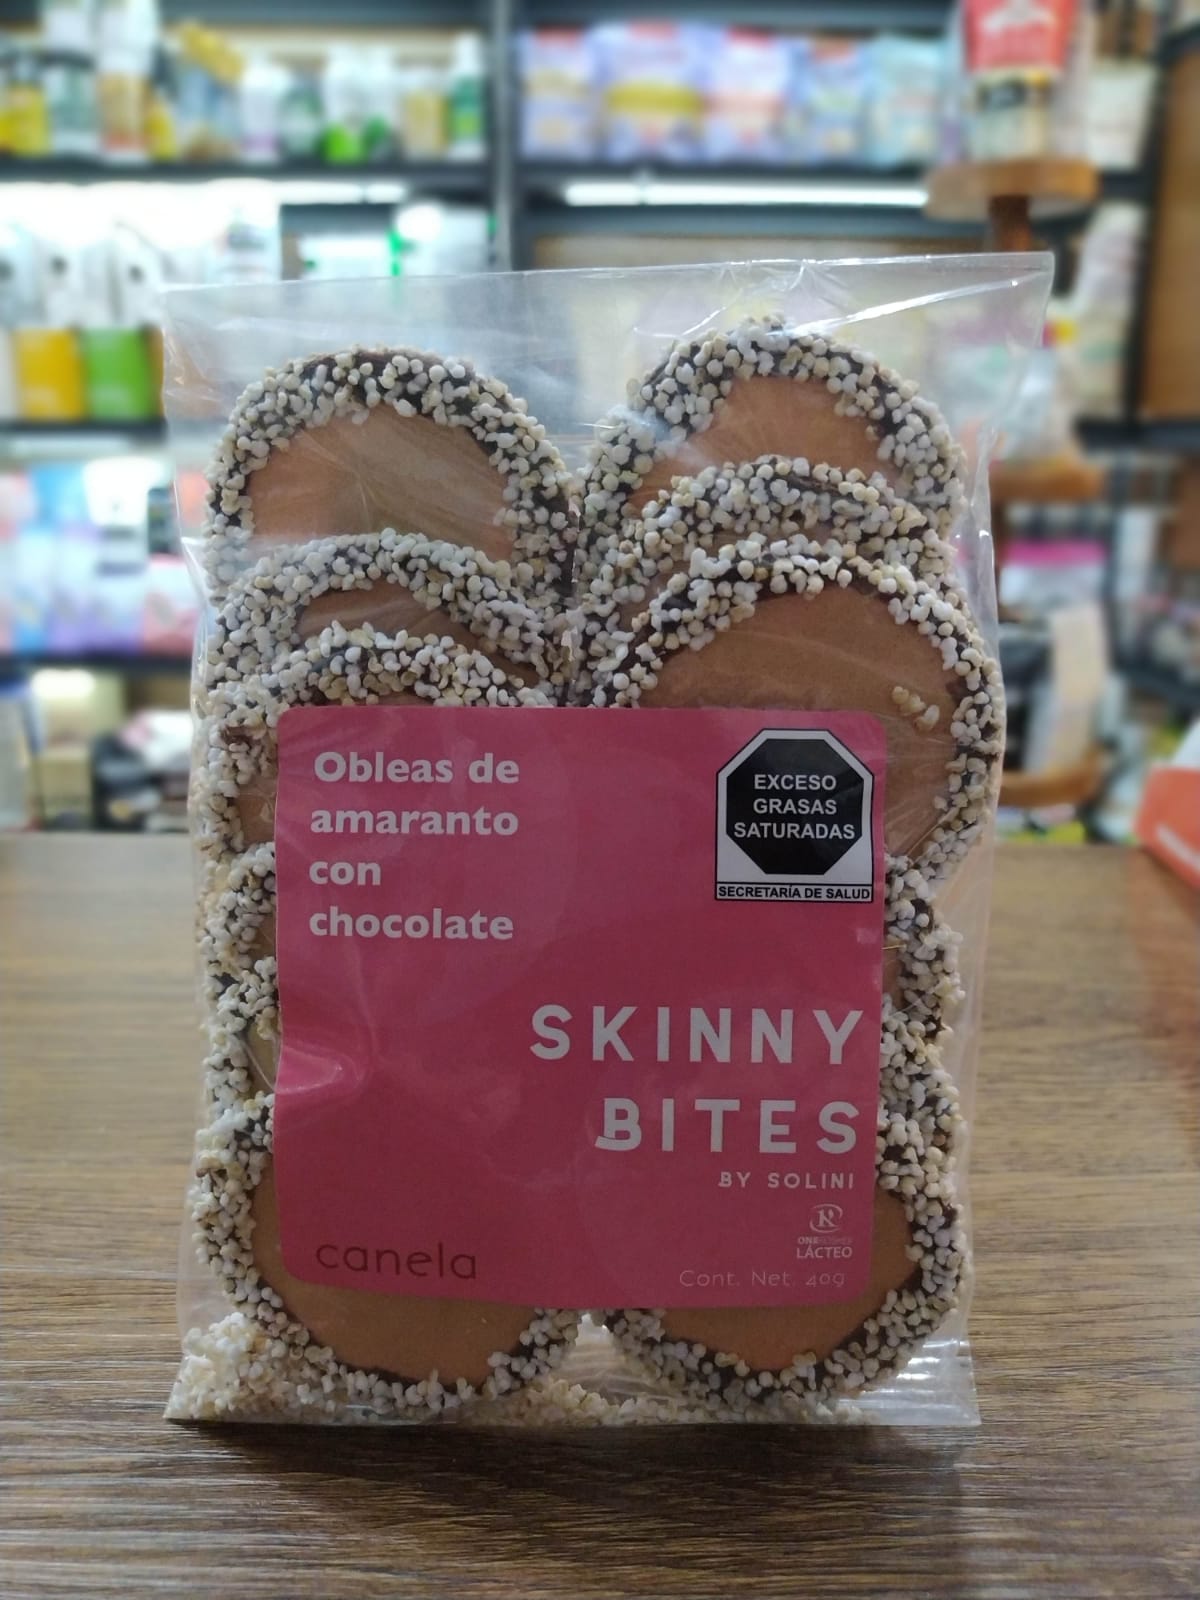 Obleas de
amaranto
con
chocolate
EXCESO
GRASAS
SATURADAS
SECRETARÍA DE SALUD
SKINNY
BITES
BY SOLINI
K
ONEKOSHER
LÁCTEO
canela
Cont. Net. 40g